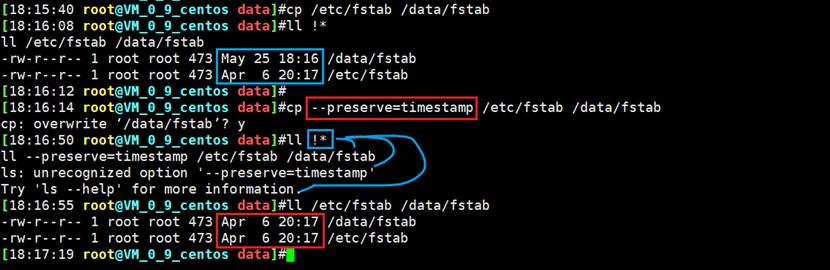 [18:15:40 root@VM_0_9_centos data]#cp /etc/fstab /data/fstab
[18:16:08 root@VM_0_9_centos data]#ll !*
ll /etc/fstab /data/fstab
-rw-r--r-- 1 root root 473 May 25 18:16 /data/fstab
-rw-r--r-- 1 root root 473 Apr  6 20:17 /etc/fstab
[18:16:12 root@VM_0_9_centos data]#
[18:16:14 root@VM_0_9_centos data]#cp --preserve=timestamp /etc/fstab /data/fstab
cp: overwrite ‘/data/fstab’? y
[18:16:50 root@VM_0_9_centos data]#ll !*
ll --preserve=timestamp /etc/fstab /data/fstab
ls: unrecognized option '--preserve=timestamp'
Try 'ls --help' for more information.
[18:16:55 root@VM_0_9_centos data]#ll /etc/fstab /data/fstab
-rw-r--r-- 1 root root 473 Apr  6 20:17 /data/fstab
-rw-r--r-- 1 root root 473 Apr  6 20:17 /etc/fstab
[18:17:19 root@VM_0_9_centos data]#